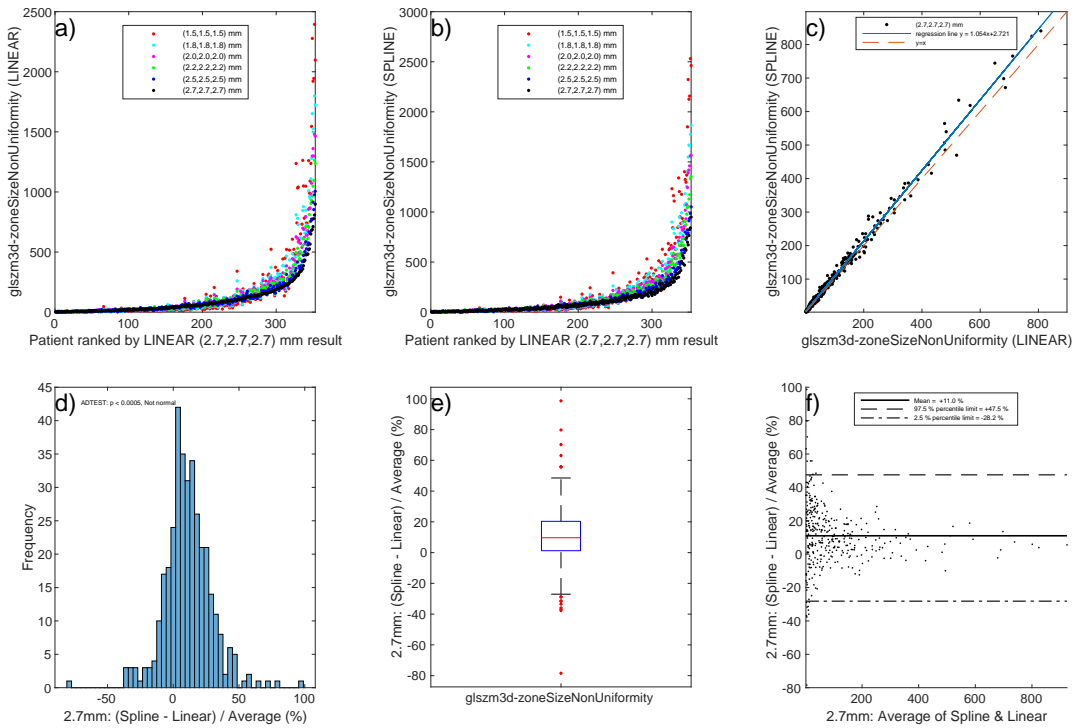 a)
2500
2000
1500
1000
500
0
glszm3d-zoneSizeNonUniformity (LINEAR)
(1.5,1.5,1.5) mm
(1.8,1.8,1.8) mm
(2.0,2.0,2.0) mm
(2.2,2.2,2.2) mm
(2.5,2.5,2.5) mm
(2.7,2.7,2.7) mm
0 100 200 300
Patient ranked by LINEAR (2.7,2.7,2.7) mm result
b)
3000
2500
2000
1500
1000
500
0
glszm3d-zoneSizeNonUniformity (SPLINE)
(1.5,1.5,1.5) mm
(1.8,1.8,1.8) mm
(2.0,2.0,2.0) mm
(2.2,2.2,2.2) mm
(2.5,2.5,2.5) mm
(2.7,2.7,2.7) mm
0 100 200 300
Patient ranked by LINEAR (2.7,2.7,2.7) mm result
c)
800
700
600
500
400
300
200
100
glszm3d-zoneSizeNonUniformity (SPLINE)
(2.7,2.7,2.7) mm
regression line y = 1.054x+2.721
y=x
200 400 600 800
glszm3d-zoneSizeNonUniformity (LINEAR)
d)
ADTEST: p < 0.0005, Not normal
45
40
35
30
25
20
15
10
5
0
Frequency
-50 0 50 100
2.7mm: (Spline - Linear) / Average (%)
e)
100
80
60
40
20
0
-20
-40
-60
-80
2.7mm: (Spline - Linear) / Average (%)
glszm3d-zoneSizeNonUniformity
f)
100
80
60
40
20
0
-20
-40
-60
-80
2.7mm: (Spline - Linear) / Average (%)
Mean = +11.0 %
97.5 % percentile limit = +47.5 %
2.5 % percentile limit = -28.2 %
200 400 600 800
2.7mm: Average of Spline & Linear